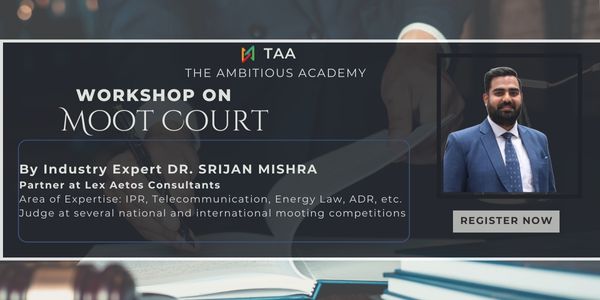 TAA
THE AMBITIOUS ACADEMY
WORKSHOP ON
MOOT COURT
By Industry Expert DR. SRIJAN MISHRA
Partner at Lex Aetos Consultants
Area of Expertise: IPR, Telecommunication, Energy Law, ADR, etc.
Judge at several national and international mooting competitions
REGISTER NOW